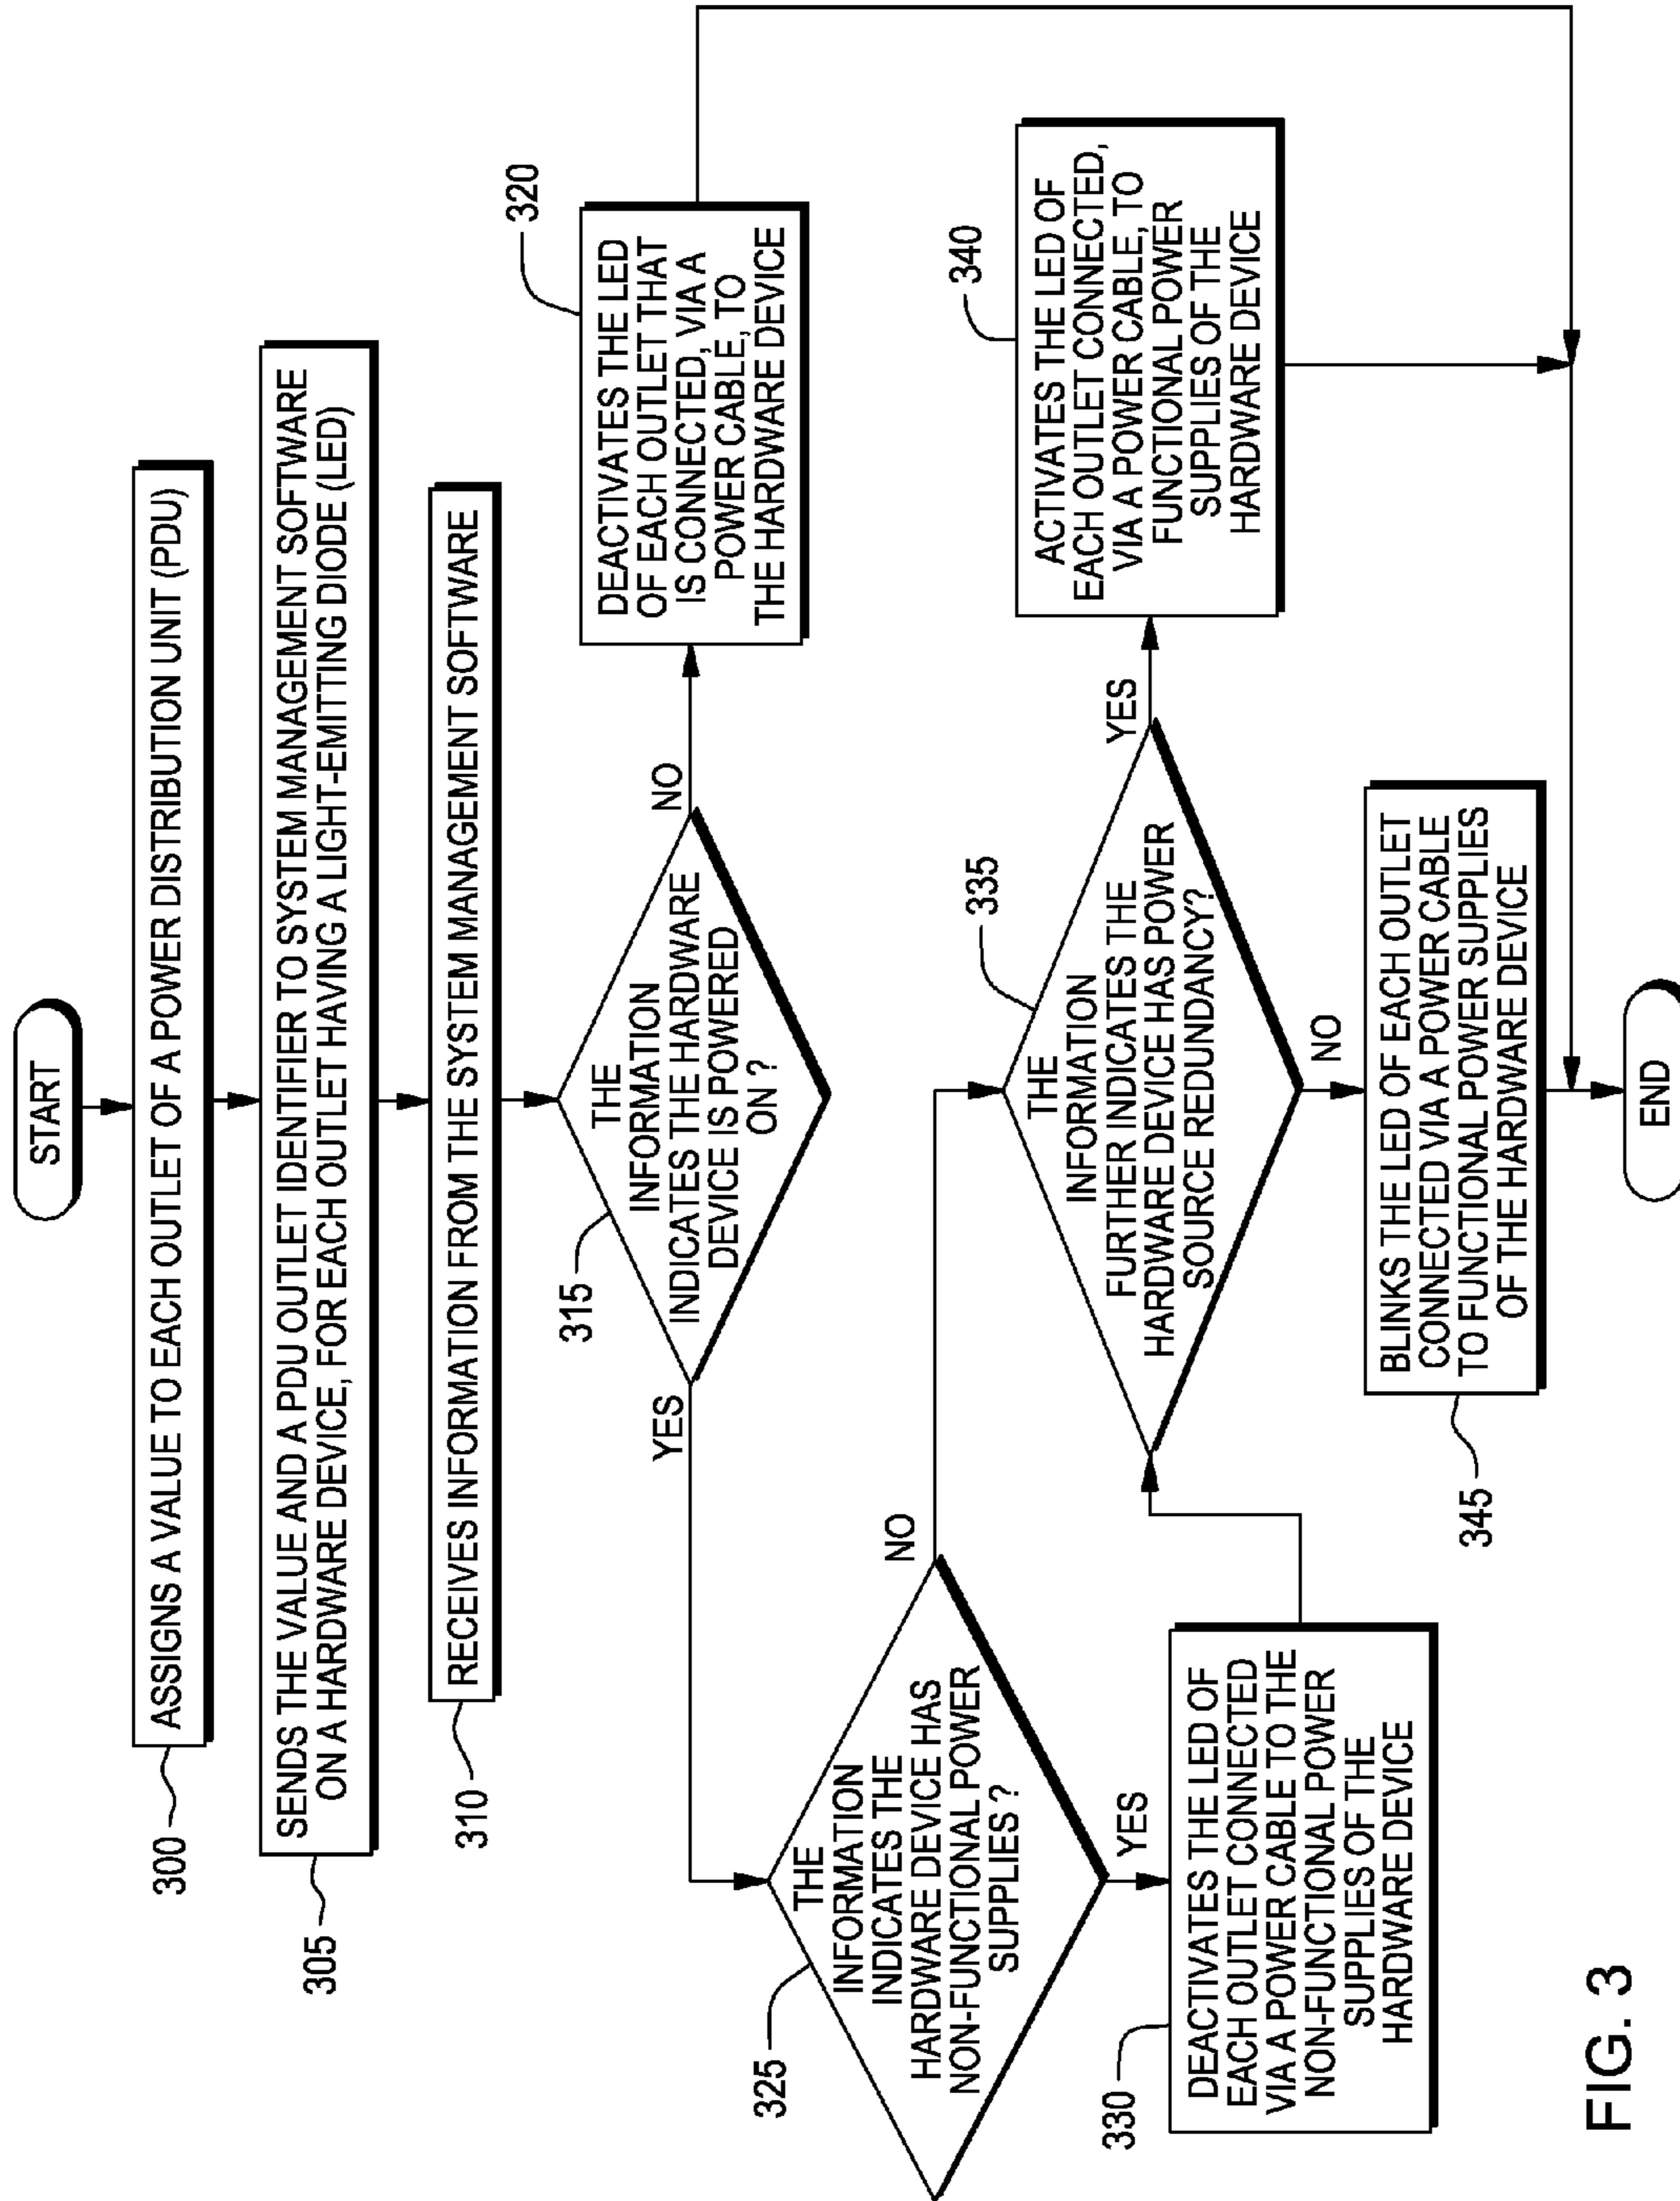 START
300
ASSIGNS A VALUE TO EACH OUTLET OF A POWER DISTRIBUTION UNIT (PDU)
305
SENDS THE VALUE AND A PDU OUTLET IDENTIFIER TO SYSTEM MANAGEMENT SOFTWARE
ON A HARDWARE DEVICE, FOR EACH OUTLET HAVING A LIGHT-EMITTING DIODE (LED)
310
RECEIVES INFORMATION FROM THE SYSTEM MANAGEMENT SOFTWARE
315
THE
INFORMATION
INDICATES THE HARDWARE
DEVICE IS POWERED
ON ?
YES
NO
320
DEACTIVATES THE LED
OF EACH OUTLET THAT
IS CONNECTED, VIA A
POWER CABLE, TO
THE HARDWARE DEVICE
325
THE
INFORMATION
INDICATES THE
HARDWARE DEVICE HAS
NON-FUNCTIONAL POWER
SUPPLIES ?
NO
YES
330
DEACTIVATES THE LED OF
EACH OUTLET CONNECTED
VIA A POWER CABLE TO THE
NON-FUNCTIONAL POWER
SUPPLIES OF THE
HARDWARE DEVICE
335
THE
INFORMATION
FURTHER INDICATES THE
HARDWARE DEVICE HAS POWER
SOURCE REDUNDANCY?
YES
NO
340
ACTIVATES THE LED OF
EACH OUTLET CONNECTED,
VIA A POWER CABLE, TO
FUNCTIONAL POWER
SUPPLIES OF THE
HARDWARE DEVICE
345
BLINKS THE LED OF EACH OUTLET
CONNECTED VIA A POWER CABLE
TO FUNCTIONAL POWER SUPPLIES
OF THE HARDWARE DEVICE
END
FIG. 3